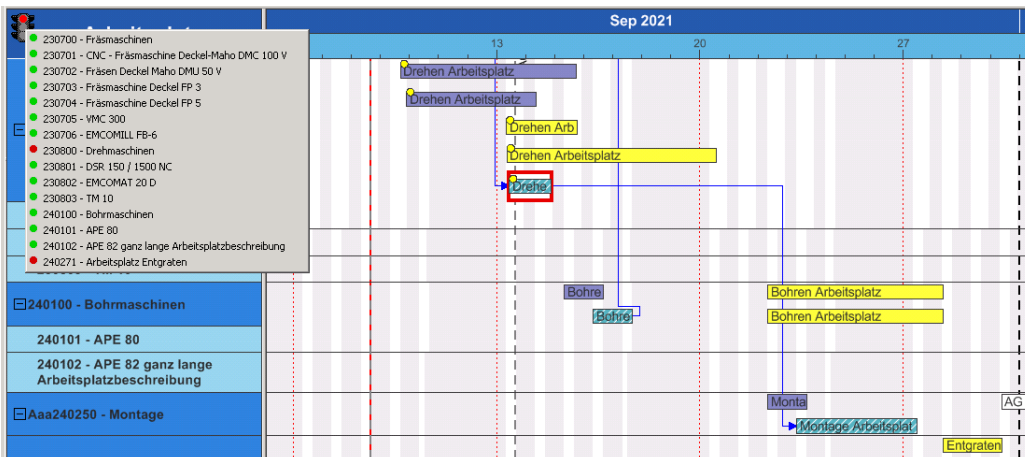 Sep 2021
13
20
27
230700 - Fräsmaschinen
230701 - CNC - Fräsmaschine Deckel-Maho DMC 100 V
230702 - Fräsen Deckel Maho DMU 50 V
230703 - Fräsmaschine Deckel FP 3
230704 - Fräsmaschine Deckel FP 5
230705 - VMC 300
230706 - EMCOMILL FB-6
230800 - Drehmaschinen
230801 - DSR 150 / 1500 NC
230802 - EMCOMAT 20 D
230803 - TM 10
240100 - Bohrmaschinen
240101 - APE 80
240102 - APE 82 ganz lange Arbeitsplatzbeschreibung
240271 - Arbeitsplatz Entgraten
Drehen Arbeitsplatz
Drehen Arbeitsplatz
Drehen Arb
Drehen Arbeitsplatz
Drehe
240100 - Bohrmaschinen
Bohre
Bohren Arbeitsplatz
Bohre
Bohren Arbeitsplatz
240101 - APE 80
240102 - APE 82 ganz lange
Arbeitsplatzbeschreibung
Aaa240250 - Montage
Monta
AG
Montage Arbeitsplat
Entgraten